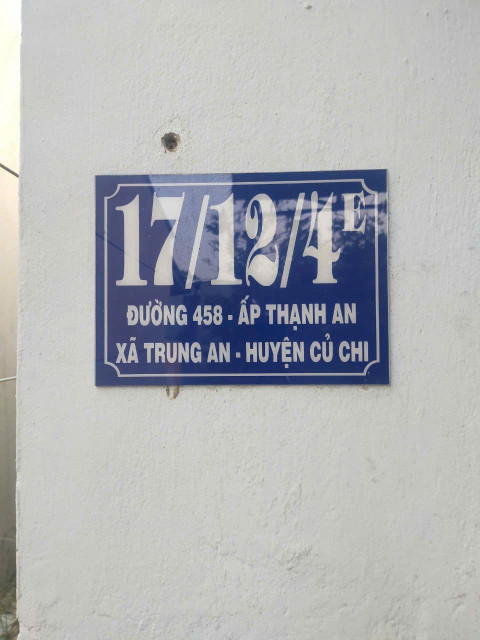 17/12/4E
ĐƯỜNG 458 - ẤP THẠNH AN
XÃ TRUNG AN - HUYỆN CỦ CHI